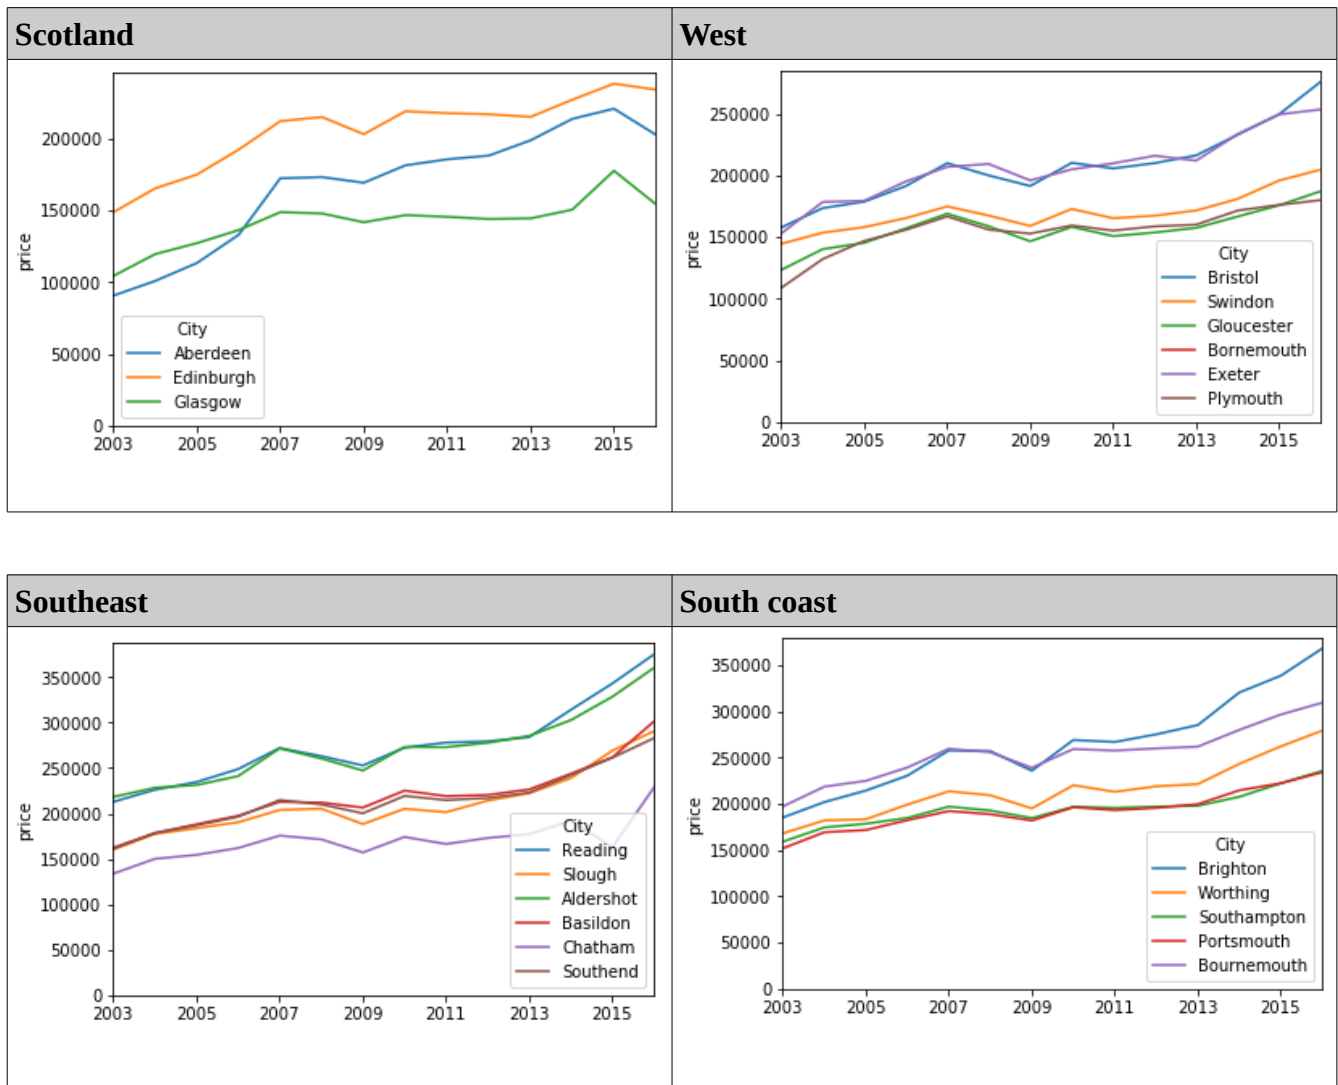 Scotland
price
200000
150000
100000
50000
0
2003 2005 2007 2009 2011 2013 2015
City
Aberdeen
Edinburgh
Glasgow
West
price
250000
200000
150000
100000
50000
0
2003 2005 2007 2009 2011 2013 2015
City
Bristol
Swindon
Gloucester
Bornemouth
Exeter
Plymouth
Southeast
price
350000
300000
250000
200000
150000
100000
50000
0
2003 2005 2007 2009 2011 2013 2015
City
Reading
Slough
Aldershot
Basildon
Chatham
Southend
South coast
price
350000
300000
250000
200000
150000
100000
50000
0
2003 2005 2007 2009 2011 2013 2015
City
Brighton
Worthing
Southampton
Portsmouth
Bournemouth